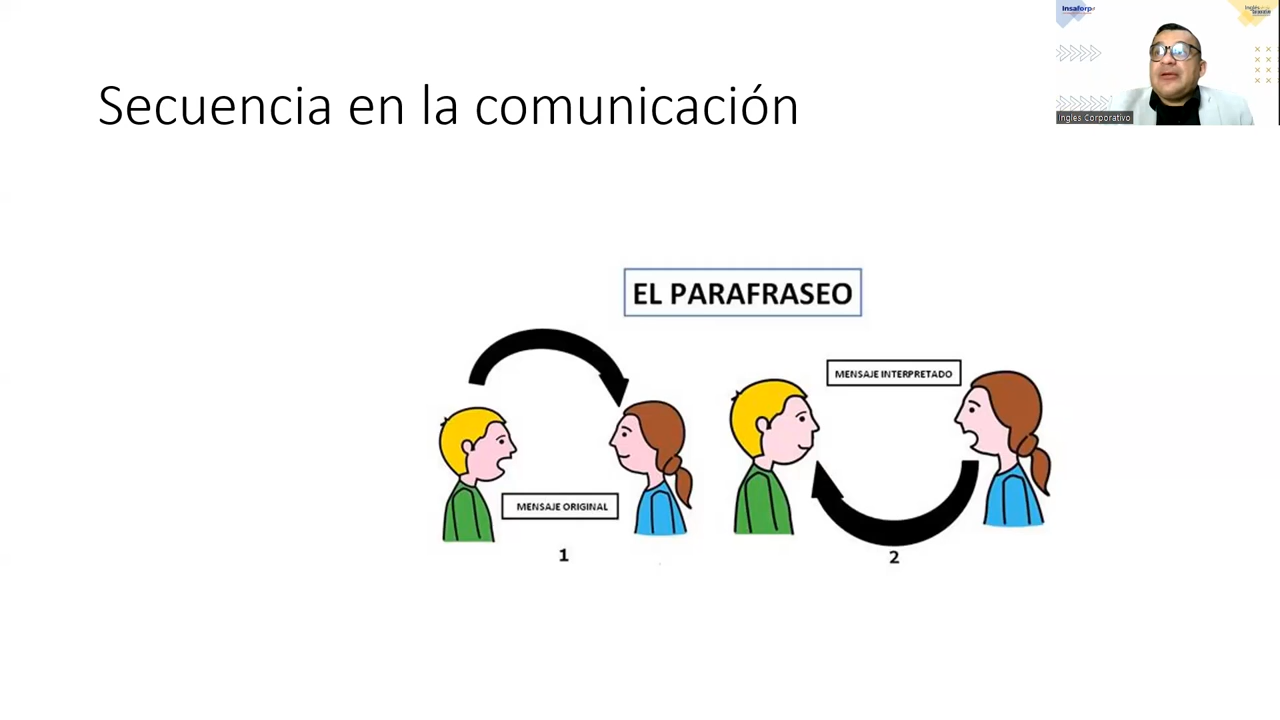 Secuencia en la comunicación
Insaforp
Ingles Corporativo
EL PARAFRASEO
MENSAJE INTERPRETADO
MENSAJE ORIGINAL
1
2